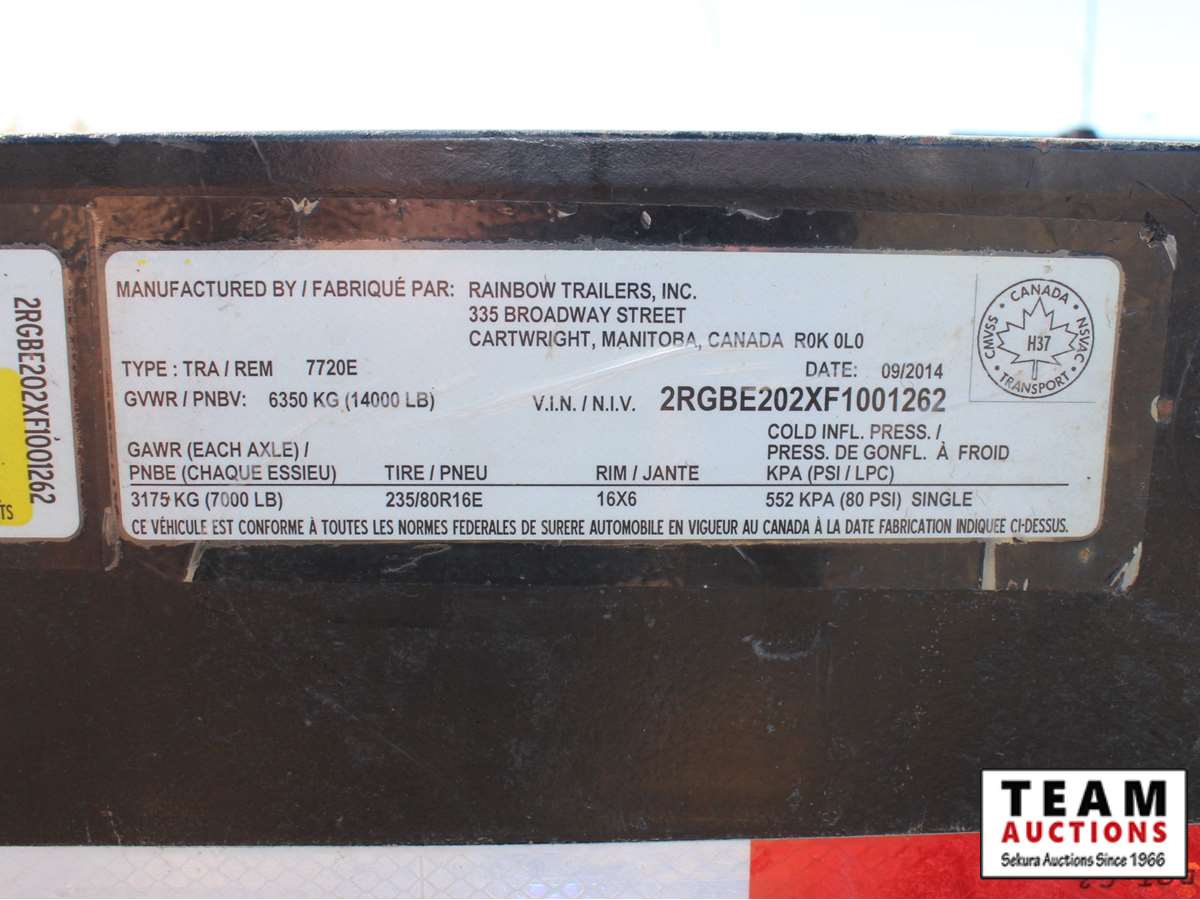 2RGBE202XF1001262
TS
MANUFACTURED BY / FABRIQUÉ PAR: RAINBOW TRAILERS, INC.
335 BROADWAY STREET
CARTWRIGHT, MANITOBA, CANADA R0K 0L0
TYPE : TRA / REM 7720E DATE: 09/2014
GVWR / PNBV: 6350 KG (14000 LB) V.I.N. / N.I.V. 2RGBE202XF1001262
COLD INFL. PRESS. /
GAWR (EACH AXLE) / PRESS. DE GONFL. À FROID
PNBE (CHAQUE ESSIEU) TIRE / PNEU RIM / JANTE KPA (PSI / LPC)
3175 KG (7000 LB) 235/80R16E 16X6 552 KPA (80 PSI) SINGLE
CE VÉHICULE EST CONFORME À TOUTES LES NORMES FEDERALES DE SURERE AUTOMOBILE EN VIGUEUR AU CANADA À LA DATE FABRICATION INDIQUEE CI-DESSUS.
CANADA
CMVSS · NSVAC
H37
TRANSPORT
TEAM
AUCTIONS
Sekura Auctions Since 1966